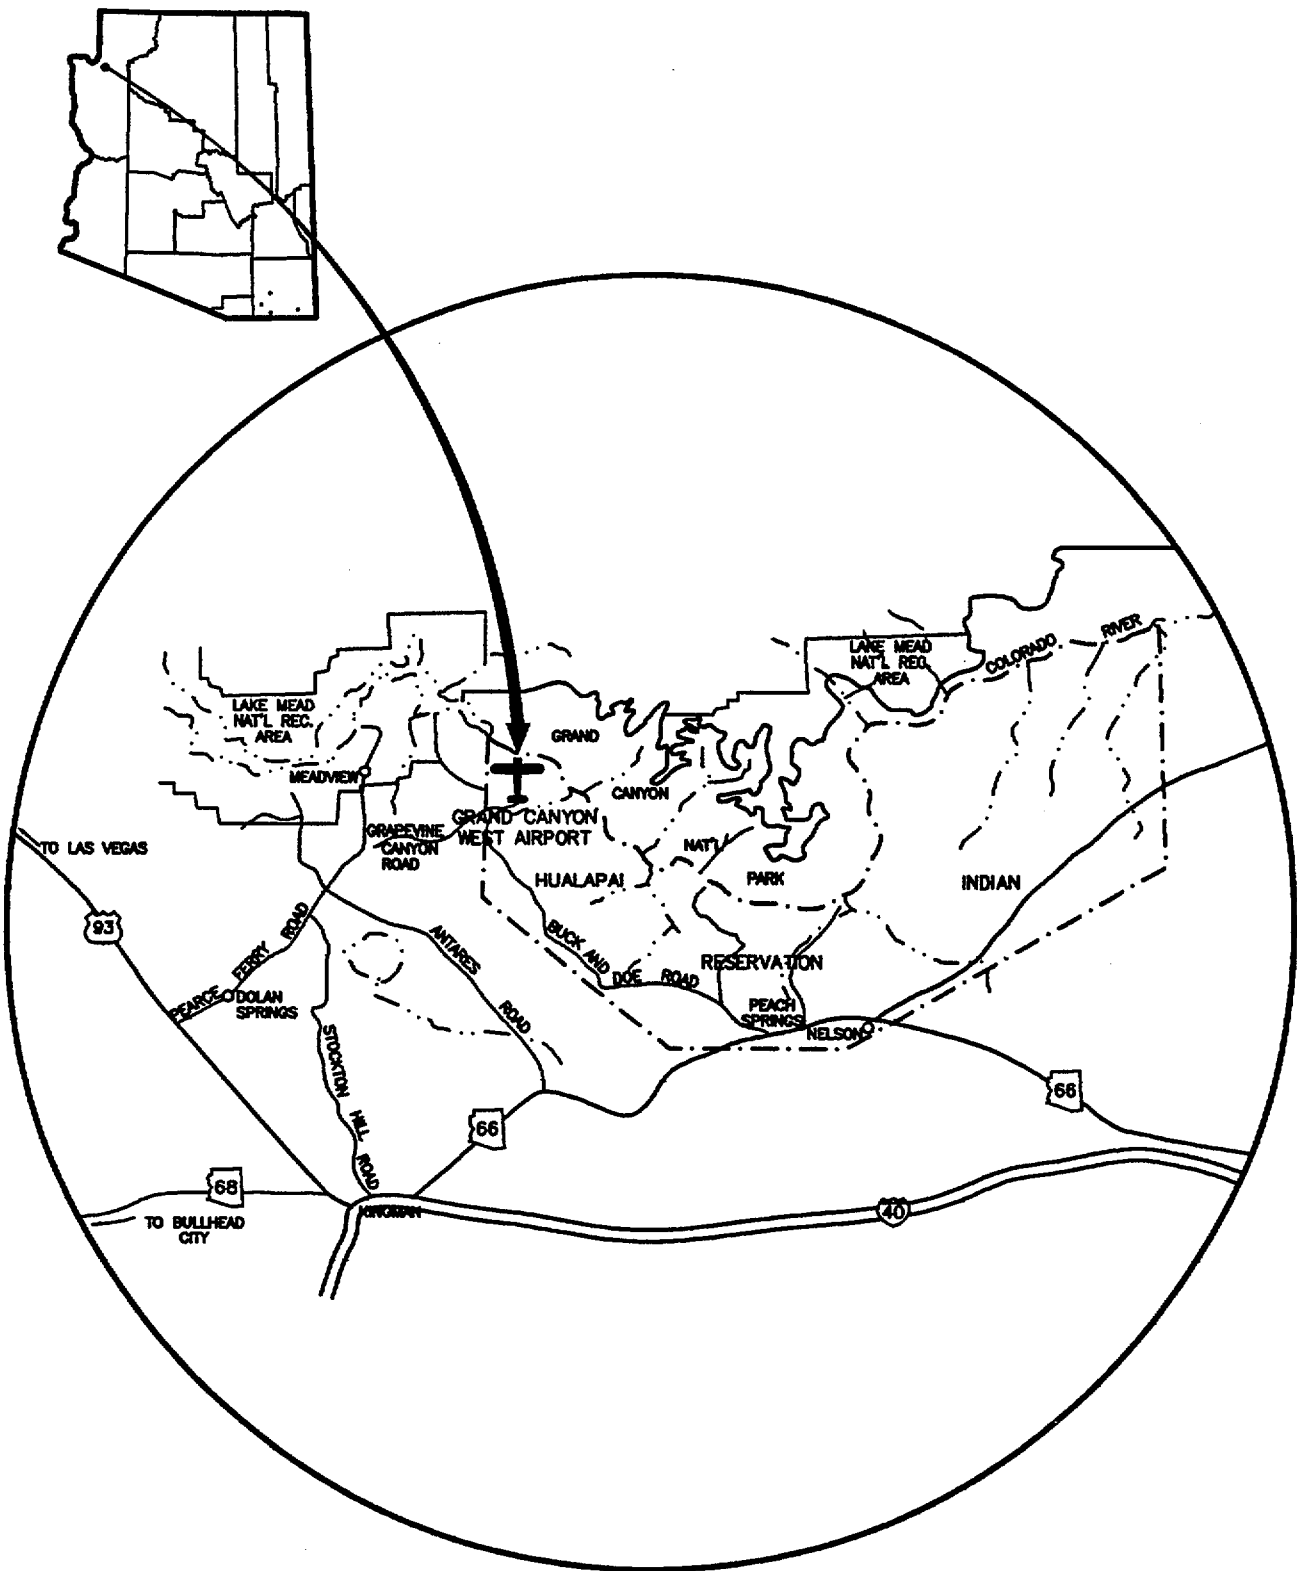 LAKE MEAD
NAT'L REC.
AREA
COLORADO
RIVER
LAKE MEAD
NAT'L REC.
AREA
GRAND
MEADVIEW
CANYON
GRAND CANYON
WEST AIRPORT
GRAPEVINE
CANYON
ROAD
TO LAS VEGAS
NAT'L
PARK
HUALAPAI
INDIAN
93
PEARCE FERRY ROAD
ANTARES ROAD
BUCK AND DOE ROAD
RESERVATION
DOLAN
SPRINGS
PEACH
SPRINGS
NELSON
STOCKTON HILL ROAD
66
66
68
KINGMAN
40
TO BULLHEAD
CITY